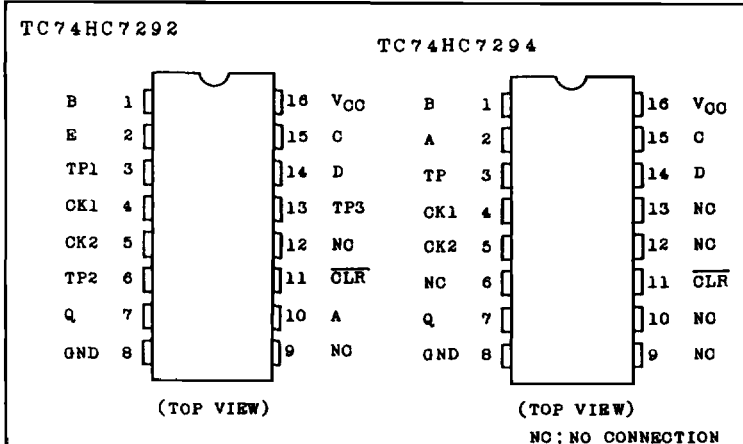 TC74HC7292
B 1 16 VCC
E 2 15 C
TP1 3 14 D
CK1 4 13 TP3
CK2 5 12 NC
TP2 6 11 CLR
Q 7 10 A
GND 8 9 NC
(TOP VIEW)
TC74HC7294
B 1 16 VCC
A 2 15 C
TP 3 14 D
CK1 4 13 NC
CK2 5 12 NC
NC 6 11 CLR
Q 7 10 NC
GND 8 9 NC
(TOP VIEW)
NC; NO CONNECTION